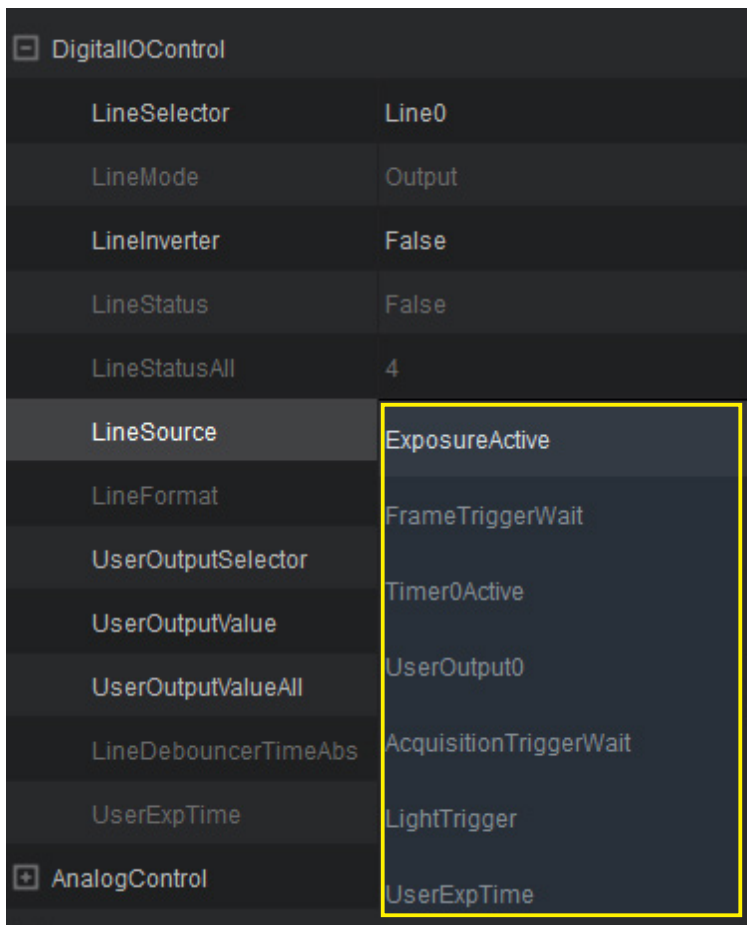 DigitalIOControl
LineSelector Line0
LineMode Output
LineInverter False
LineStatus False
LineStatusAll 4
LineSource ExposureActive
LineFormat FrameTriggerWait
UserOutputSelector Timer0Active
UserOutputValue UserOutput0
UserOutputValueAll AcquisitionTriggerWait
LineDebouncerTimeAbs LightTrigger
UserExpTime UserExpTime
AnalogControl